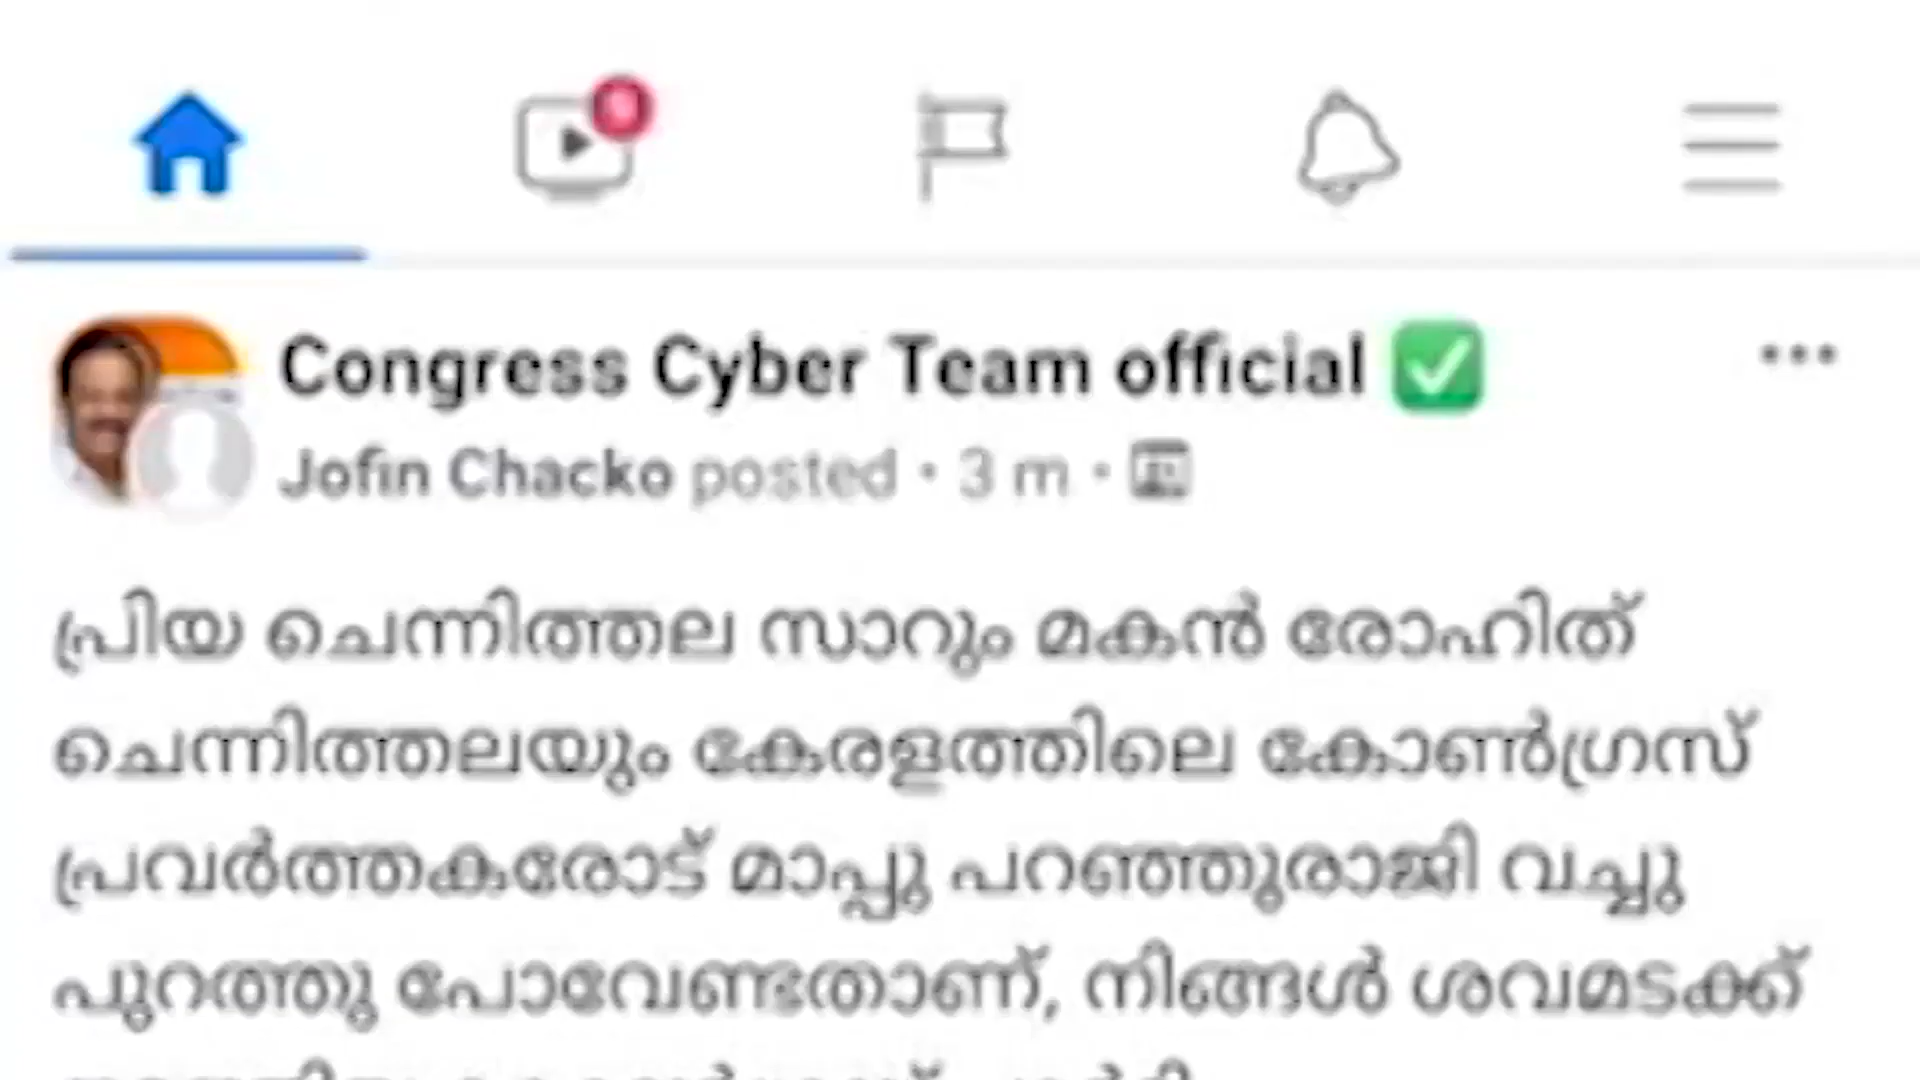 Congress Cyber Team official ✅
Jofin Chacko posted · 3 m ·
പ്രിയ ചെന്നിത്തല സാറും മകൻ രോഹിത്
ചെന്നിത്തലയും കേരളത്തിലെ കോൺഗ്രസ്
പ്രവർത്തകരോട് മാപ്പു പറഞ്ഞുരാജി വച്ചു
പുറത്തു പോവേണ്ടതാണ്, നിങ്ങൾ ശവമടക്ക്